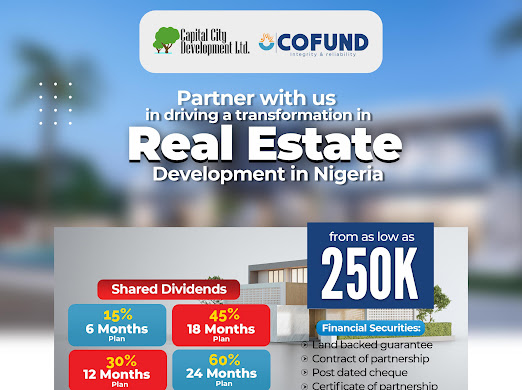 Capital City
Development Ltd.
COFUND
integrity & reliability
Partner with us
in driving a transformation in
Real Estate
Development in Nigeria
from as low as
250K
Shared Dividends
15%
6 Months
Plan
45%
18 Months
Plan
30%
12 Months
Plan
60%
24 Months
Plan
Financial Securities:
Land backed guarantee
Contract of partnership
Post dated cheque
Certificate of partnership